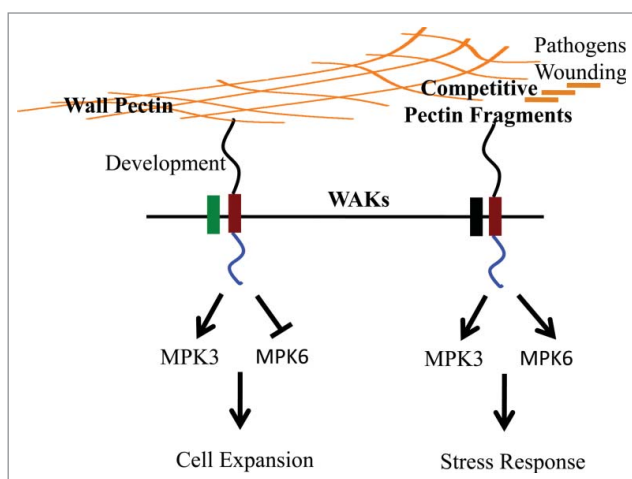 Pathogens
Wounding
Wall Pectin
Competitive
Pectin Fragments
Development
WAKs
MPK3
MPK6
MPK3
MPK6
Cell Expansion
Stress Response